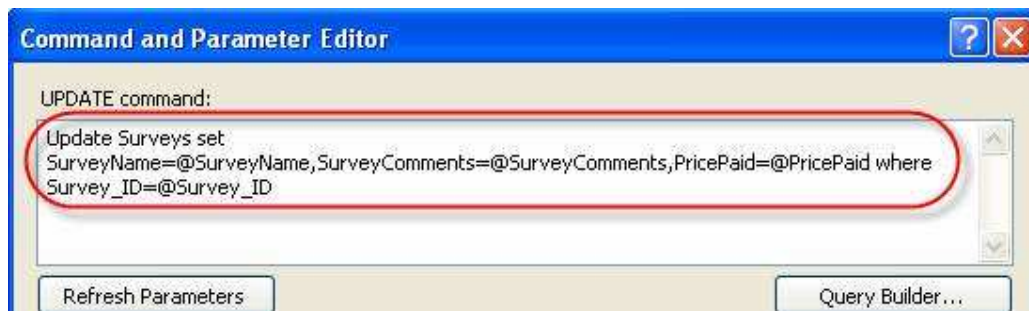 Command and Parameter Editor
UPDATE command:
Update Surveys set
SurveyName=@SurveyName,SurveyComments=@SurveyComments,PricePaid=@PricePaid where
Survey_ID=@Survey_ID
Refresh Parameters
Query Builder...